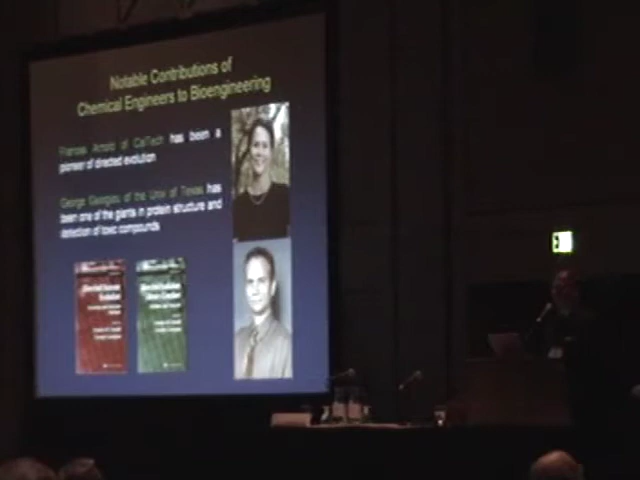 Notable Contributions of
Chemical Engineers to Bioengineering
Frances Arnold of CalTech has been a
pioneer of directed evolution
George Georgiou of the Univ of Texas has
been one of the giants in protein structure and
detection of toxic compounds